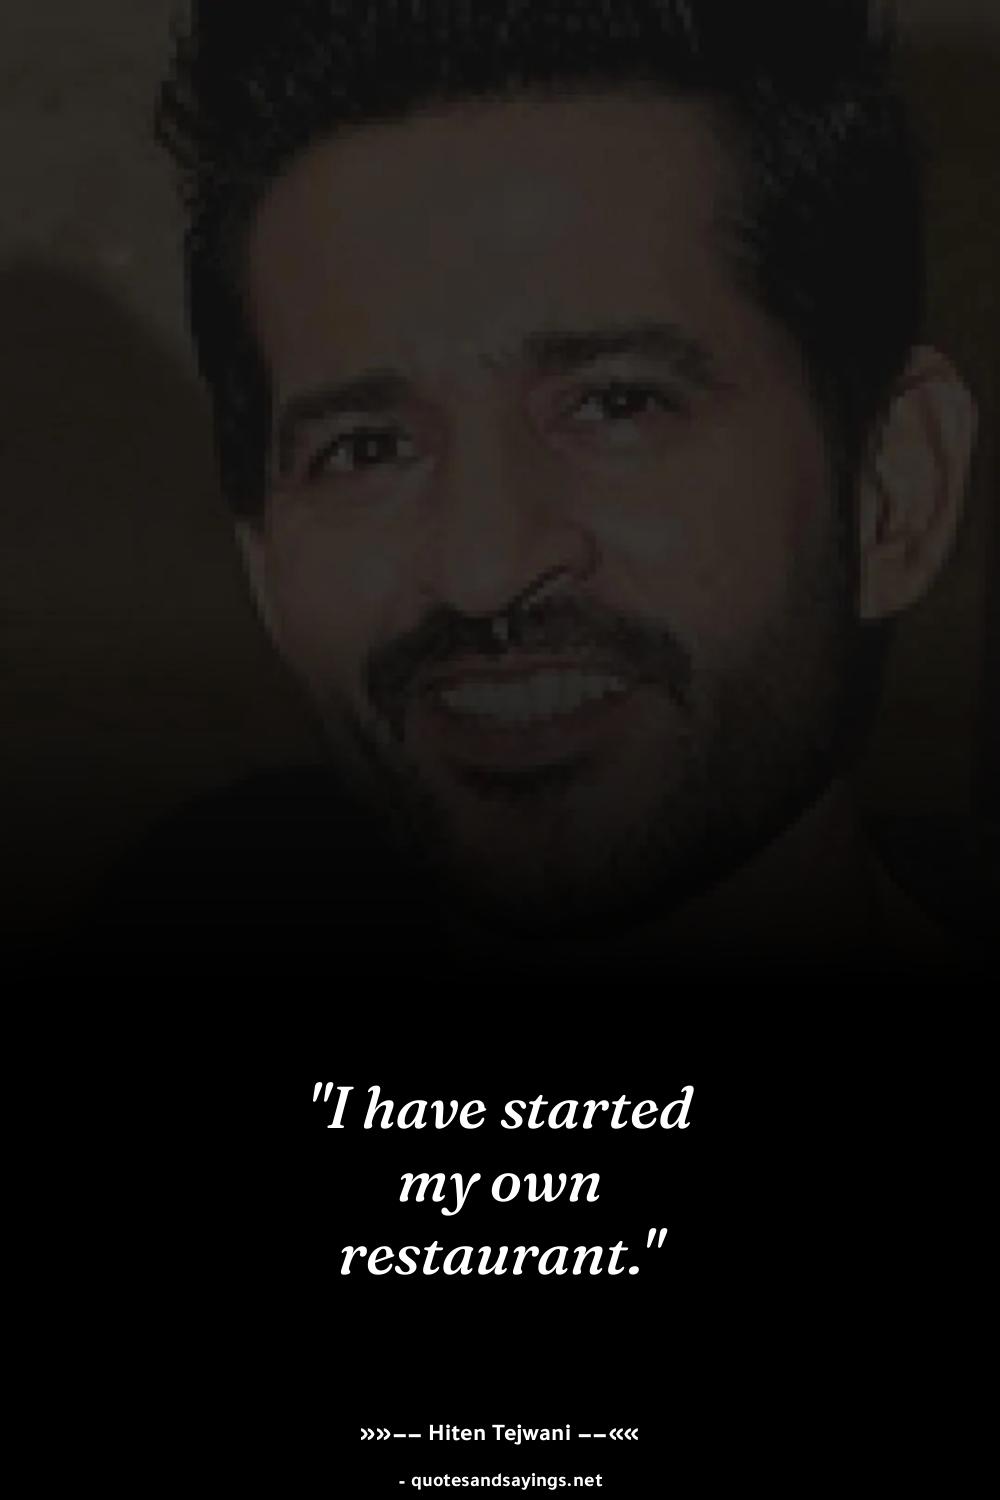 "I have started
my own
restaurant."
»»—— Hiten Tejwani ——««
- quotesandsayings.net